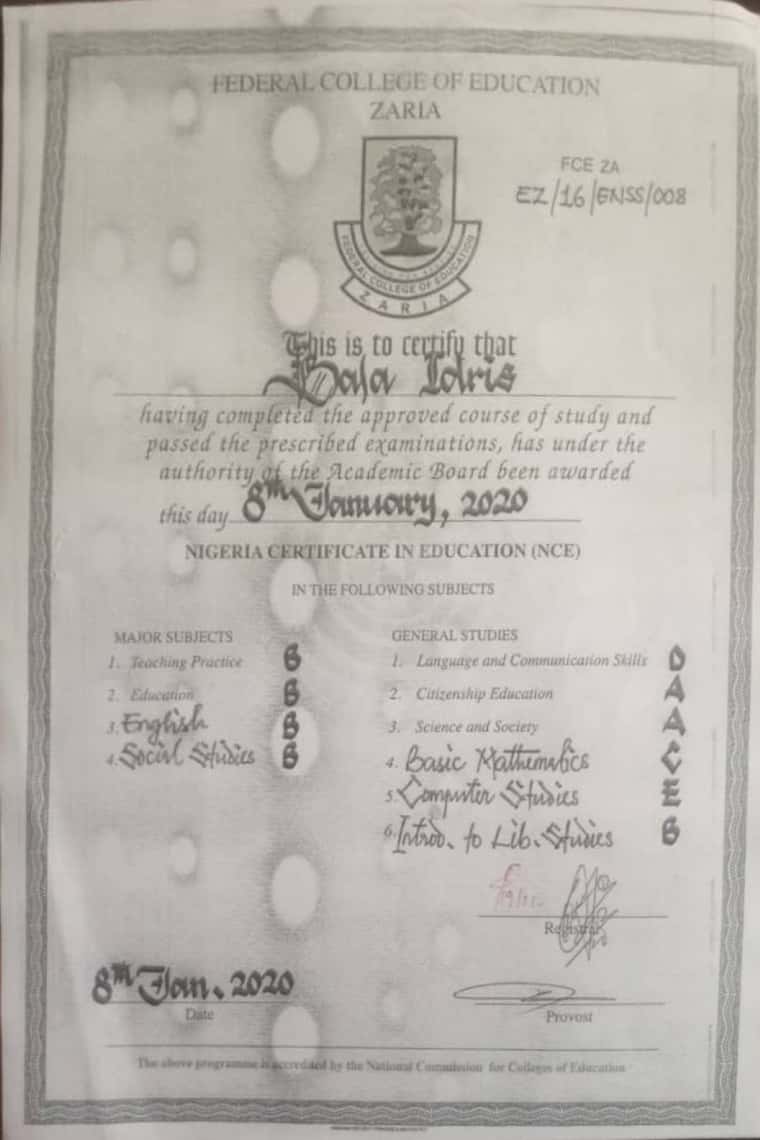 FEDERAL COLLEGE OF EDUCATION
ZARIA
FCE ZA
EZ/16/ENSS/008
FEDERAL COLLEGE OF EDUCATION
ZARIA
This is to certify that
Bala Idris
having completed the approved course of study and
passed the prescribed examinations, has under the
authority of the Academic Board been awarded
this day 8th January, 2020
NIGERIA CERTIFICATE IN EDUCATION (NCE)
IN THE FOLLOWING SUBJECTS
MAJOR SUBJECTS
1. Teaching Practice B
2. Education B
3. English B
4. Social Studies B
GENERAL STUDIES
1. Language and Communication Skills D
2. Citizenship Education A
3. Science and Society A
4. Basic Mathematics C
5. Computer Studies E
6. Introd. to Lib. Studies B
Registrar
8th Jan. 2020
Date
Provost
The above programme is accredited by the National Commission for Colleges of Education